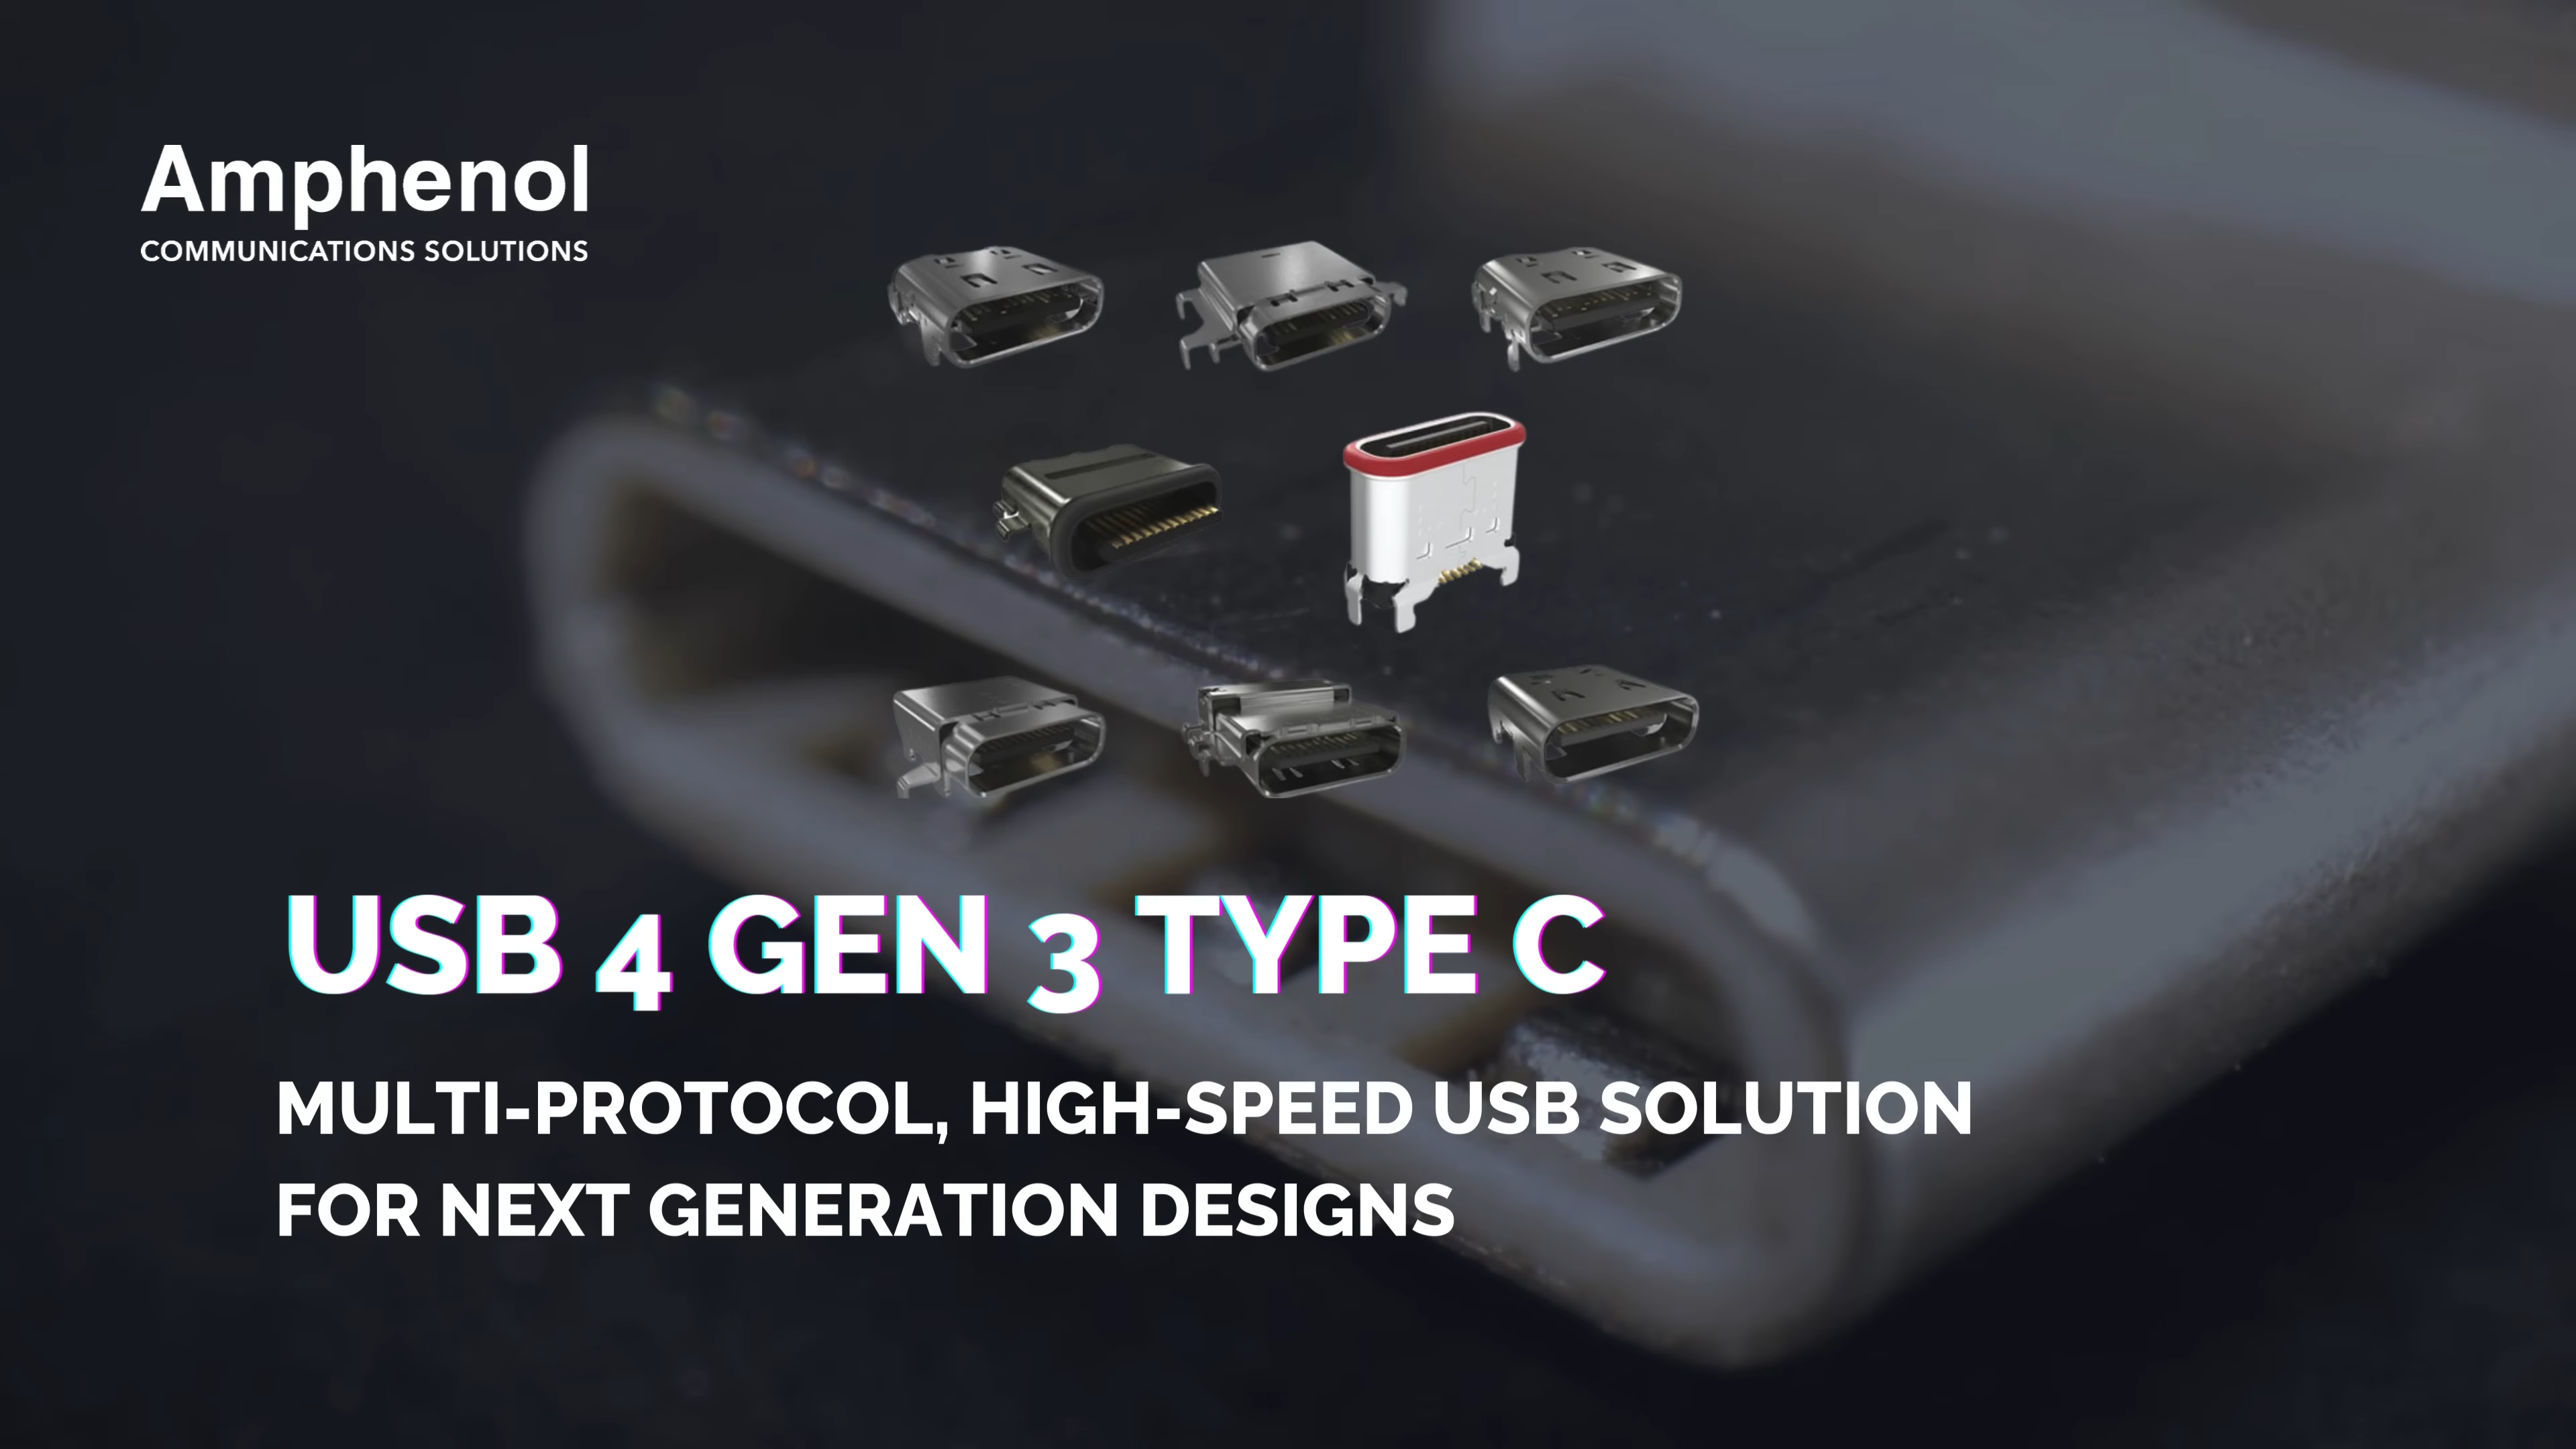 Amphenol
COMMUNICATIONS SOLUTIONS
USB 4 GEN 3 TYPE C
MULTI-PROTOCOL, HIGH-SPEED USB SOLUTION
FOR NEXT GENERATION DESIGNS